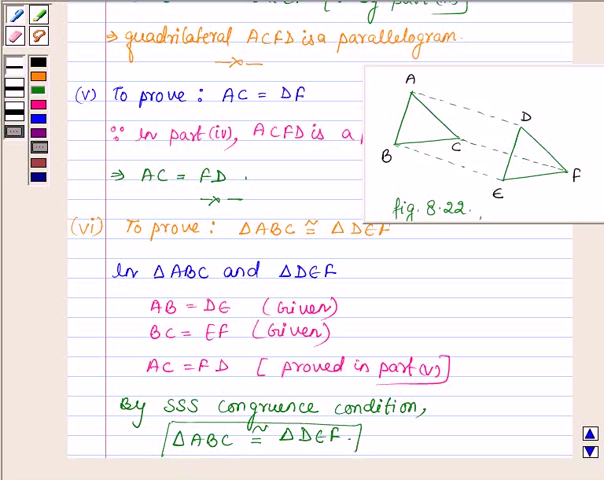 by part
⇒ quadrilateral ACFD is a parallelogram.
(v) To prove : AC = DF
∵ in part(iv), ACFD is a
⇒ AC = FD .
(vi) To prove : ΔABC ≅ ΔDEF
In ΔABC and ΔDEF
AB = DE (Given)
BC = EF (Given)
AC = FD [ proved in part(v)]
By SSS congruence condition,
ΔABC ≅ ΔDEF.
A
D
B
C
E
F
fig. 8.22.